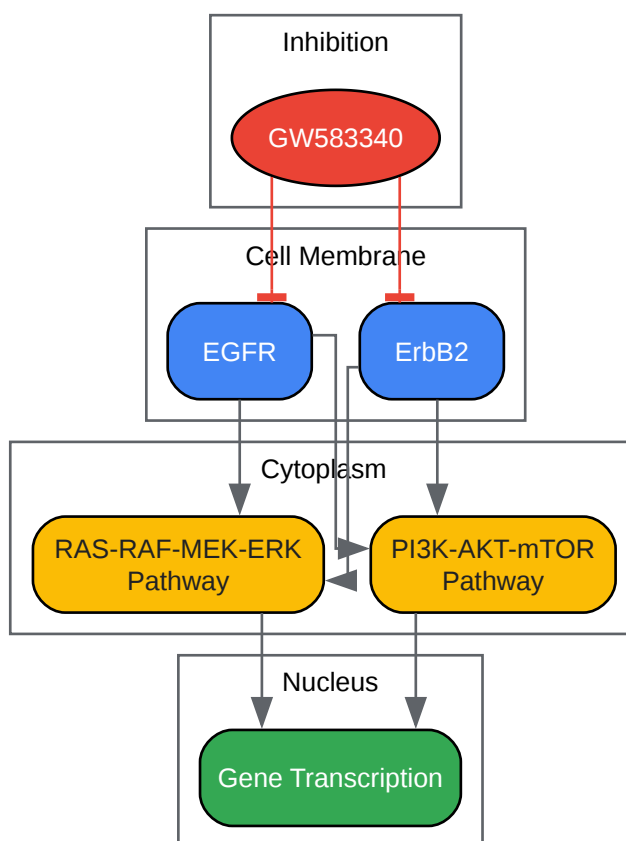 Inhibition
GW583340
Cell Membrane
EGFR
ErbB2
Cytoplasm
RAS-RAF-MEK-ERK
Pathway
PI3K-AKT-mTOR
Pathway
Nucleus
Gene Transcription